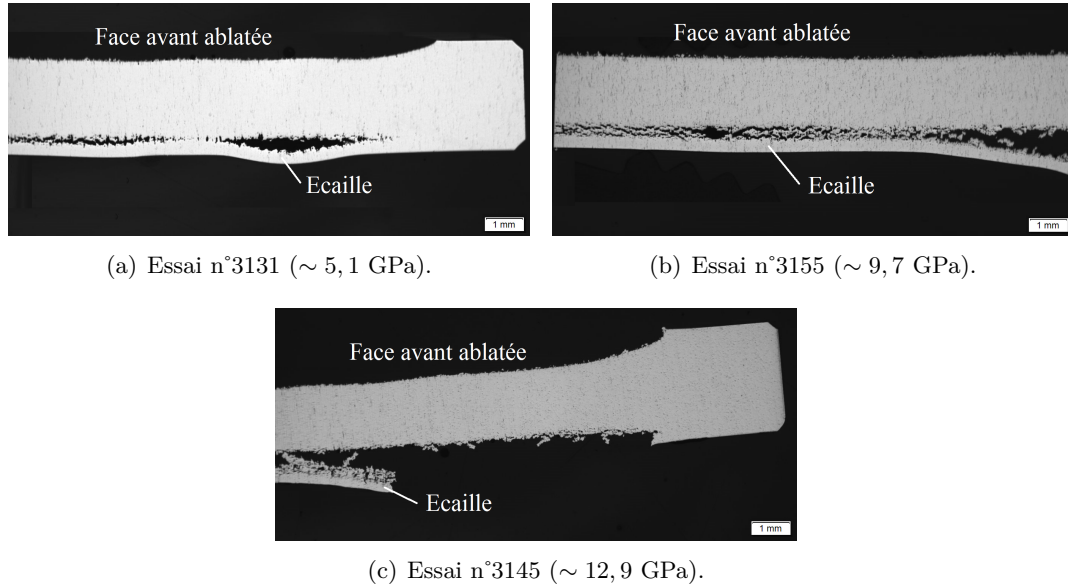 Face avant ablatée
Ecaille
1 mm
(a) Essai n°3131 (∼ 5, 1 GPa).
Face avant ablatée
Ecaille
1 mm
(b) Essai n°3155 (∼ 9, 7 GPa).
Face avant ablatée
Ecaille
1 mm
(c) Essai n°3145 (∼ 12, 9 GPa).